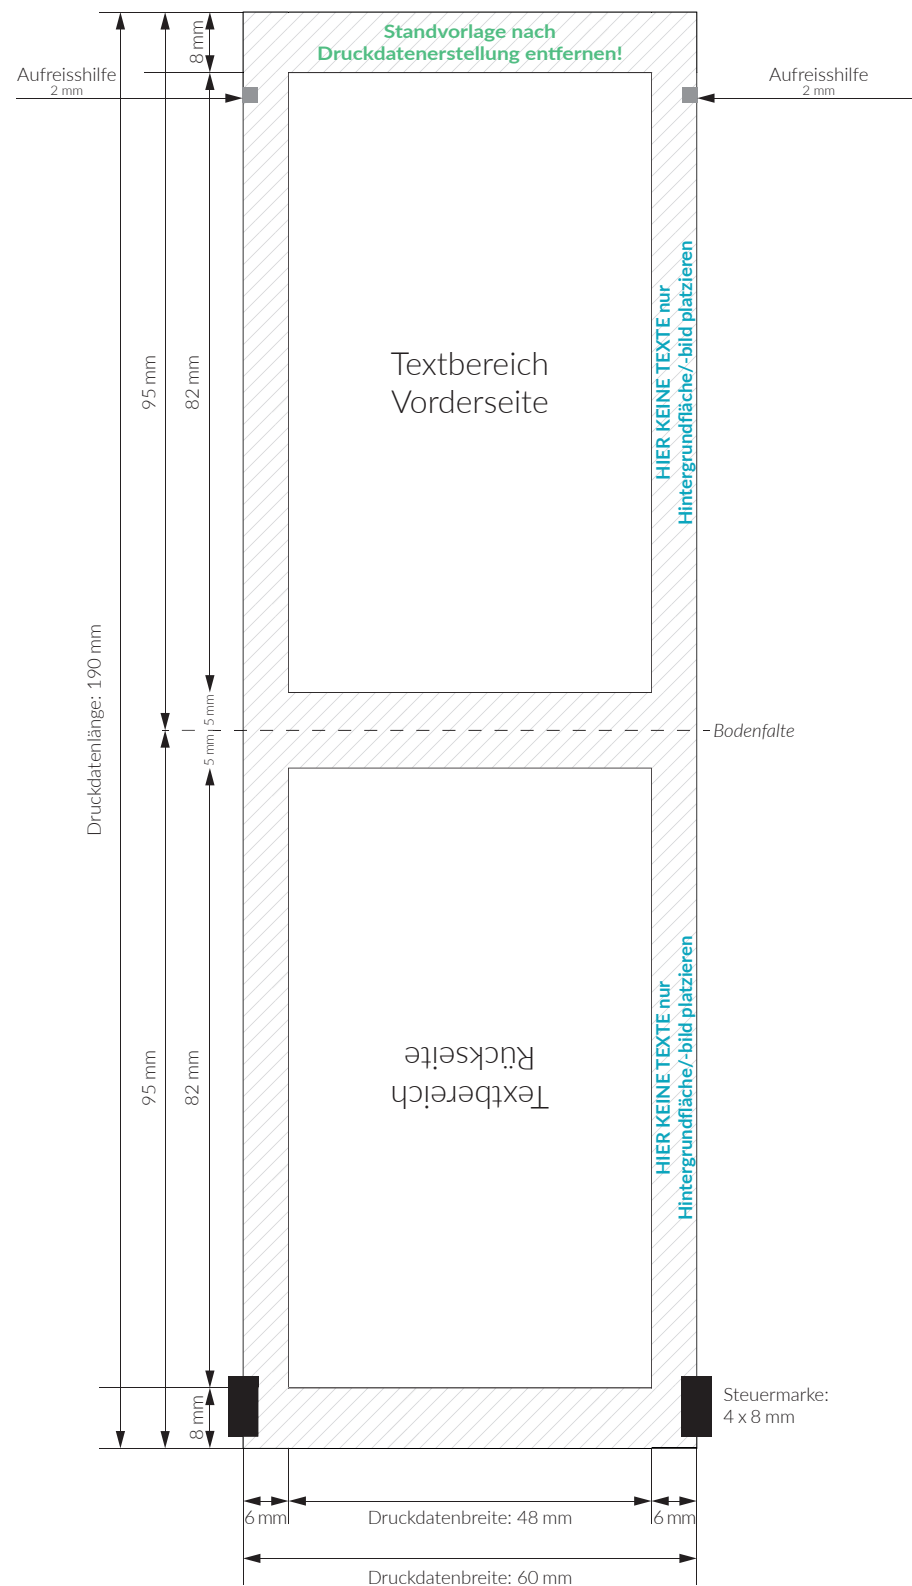 Standvorlage nach
Druckdatenerstellung entfernen!
8 mm
Aufreisshilfe
2 mm
Aufreisshilfe
2 mm
95 mm
82 mm
Textbereich
Vorderseite
HIER KEINE TEXTE nur
Hintergrundfläche/-bild platzieren
Druckdatenlänge: 190 mm
5 mm
5 mm
Bodenfalte
95 mm
82 mm
Textbereich
Rückseite
HIER KEINE TEXTE nur
Hintergrundfläche/-bild platzieren
8 mm
Steuermarke:
4 x 8 mm
6 mm
Druckdatenbreite: 48 mm
6 mm
Druckdatenbreite: 60 mm